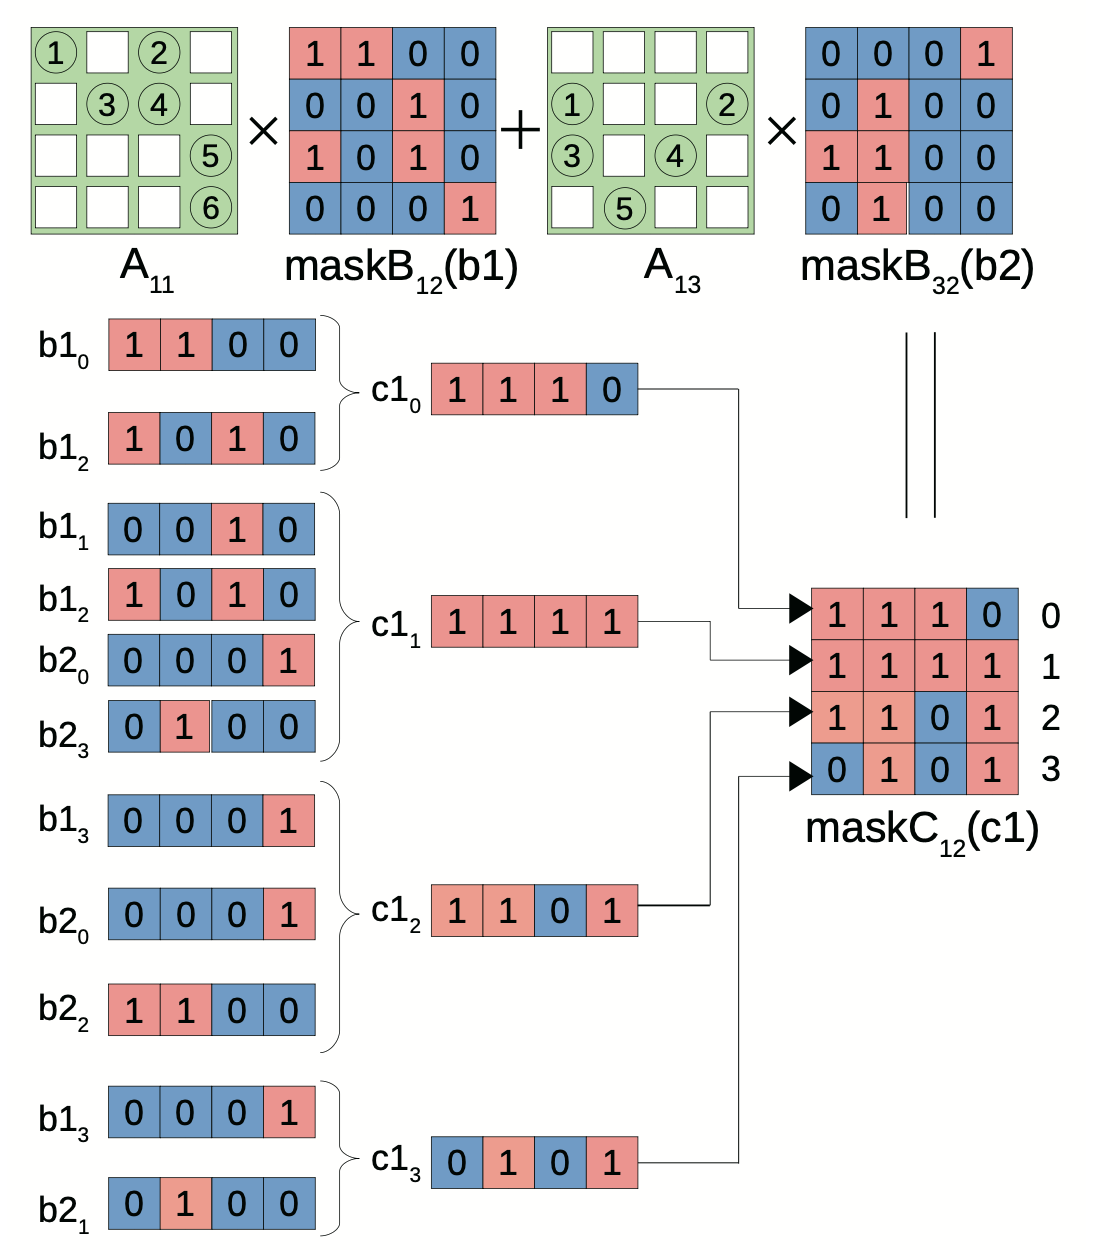 1 2 × 1 1 0 0 + × 0 0 0 1
3 4 0 0 1 0 1 2 0 1 0 0
5 1 0 1 0 3 4 1 1 0 0
6 0 0 0 1 5 0 1 0 0
A11 maskB12(b1) A13 maskB32(b2)
b10 1 1 0 0
c10 1 1 1 0
b12 1 0 1 0
b11 0 0 1 0
b12 1 0 1 0
c11 1 1 1 1
b20 0 0 0 1
b23 0 1 0 0
1 1 1 0 0
1 1 1 1 1
1 1 0 1 2
0 1 0 1 3
maskC12(c1)
b13 0 0 0 1
b20 0 0 0 1
c12 1 1 0 1
b22 1 1 0 0
b13 0 0 0 1
c13 0 1 0 1
b21 0 1 0 0